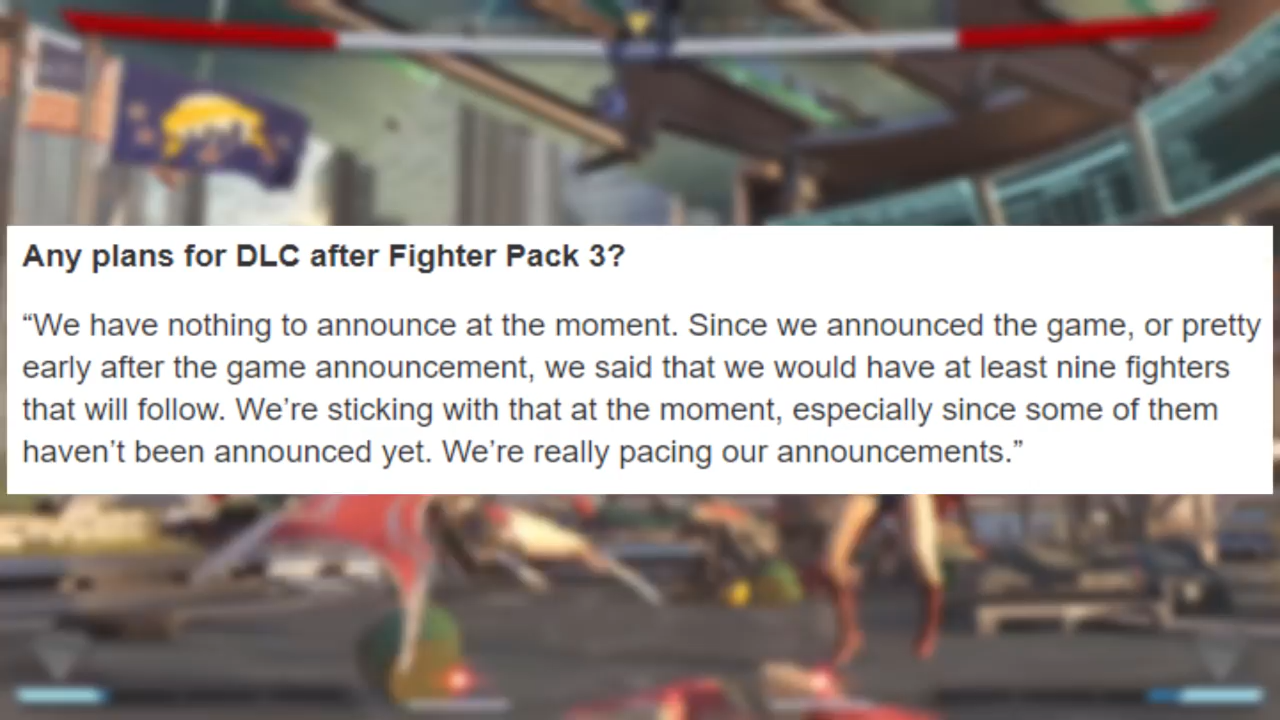 Any plans for DLC after Fighter Pack 3?
“We have nothing to announce at the moment. Since we announced the game, or pretty
early after the game announcement, we said that we would have at least nine fighters
that will follow. We’re sticking with that at the moment, especially since some of them
haven’t been announced yet. We’re really pacing our announcements.”